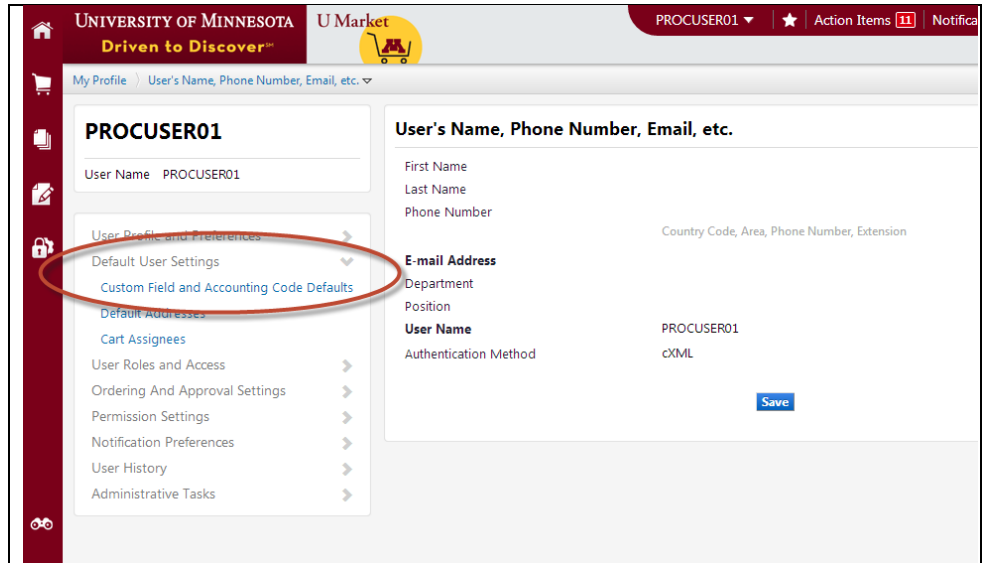 UNIVERSITY OF MINNESOTA
Driven to Discover℠
U Market
M
PROCUSER01
Action Items 11
Notifica
My Profile
User's Name, Phone Number, Email, etc.
PROCUSER01
User Name PROCUSER01
User Profile and Preferences
Default User Settings
Custom Field and Accounting Code Defaults
Default Addresses
Cart Assignees
User Roles and Access
Ordering And Approval Settings
Permission Settings
Notification Preferences
User History
Administrative Tasks
User's Name, Phone Number, Email, etc.
First Name
Last Name
Phone Number
Country Code, Area, Phone Number, Extension
E-mail Address
Department
Position
User Name PROCUSER01
Authentication Method cXML
Save